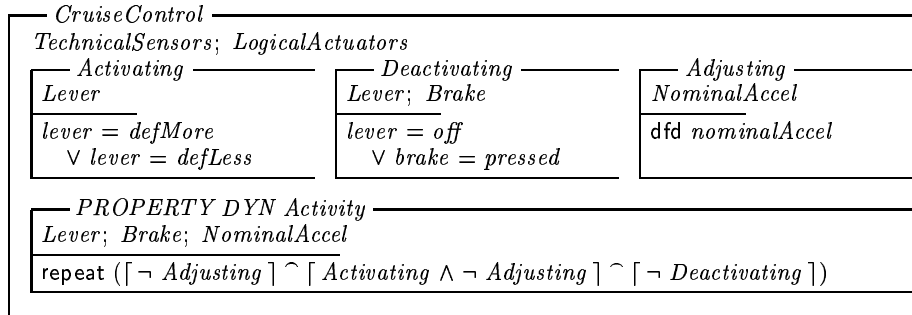 CruiseControl
TechnicalSensors; LogicalActuators
Activating
Lever
lever = defMore
∨ lever = defLess
Deactivating
Lever; Brake
lever = off
∨ brake = pressed
Adjusting
NominalAccel
dfd nominalAccel
PROPERTY DYN Activity
Lever; Brake; NominalAccel
repeat (⌈ ¬ Adjusting ⌉ ⌢ ⌈ Activating ∧ ¬ Adjusting ⌉ ⌢ ⌈ ¬ Deactivating ⌉)